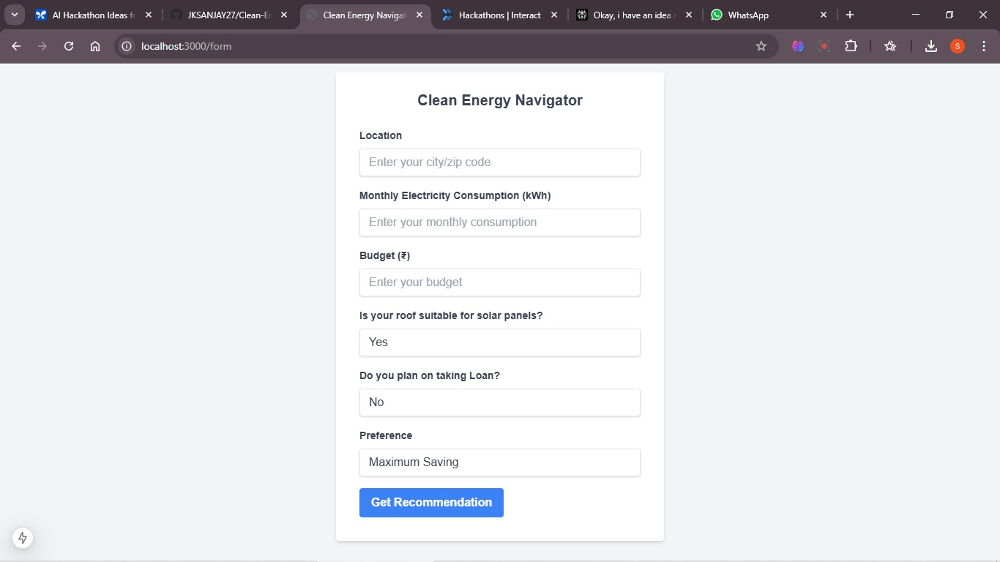 AI Hackathon Ideas fo
JKSANJAY27/Clean-En
Clean Energy Navigat
Hackathons | Interact
Okay, i have an idea r
WhatsApp
localhost:3000/form
S
Clean Energy Navigator
Location
Enter your city/zip code
Monthly Electricity Consumption (kWh)
Enter your monthly consumption
Budget (₹)
Enter your budget
Is your roof suitable for solar panels?
Yes
Do you plan on taking Loan?
No
Preference
Maximum Saving
Get Recommendation